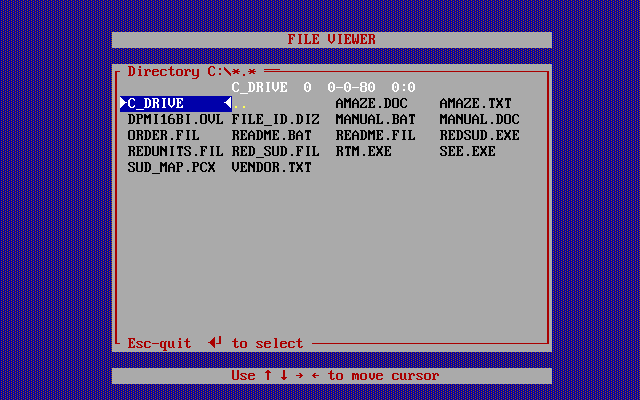 FILE VIEWER
Directory C:\*.*
C_DRIVE 0 0-0-80 0:0
C_DRIVE .. AMAZE.DOC AMAZE.TXT
DPMI16BI.OVL FILE_ID.DIZ MANUAL.BAT MANUAL.DOC
ORDER.FIL README.BAT README.FIL REDSUD.EXE
REDUNITS.FIL RED_SUD.FIL RTM.EXE SEE.EXE
SUD_MAP.PCX VENDOR.TXT
Esc-quit ◄┘ to select
Use ↑ ↓ → ← to move cursor